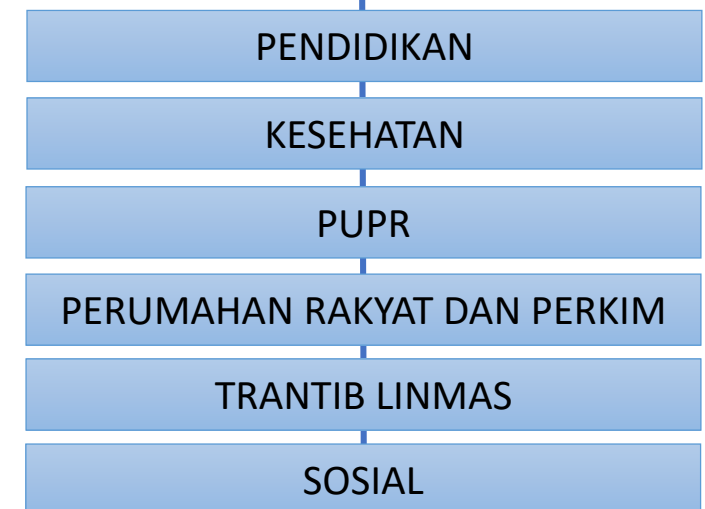 PENDIDIKAN
KESEHATAN
PUPR
PERUMAHAN RAKYAT DAN PERKIM
TRANTIB LINMAS
SOSIAL